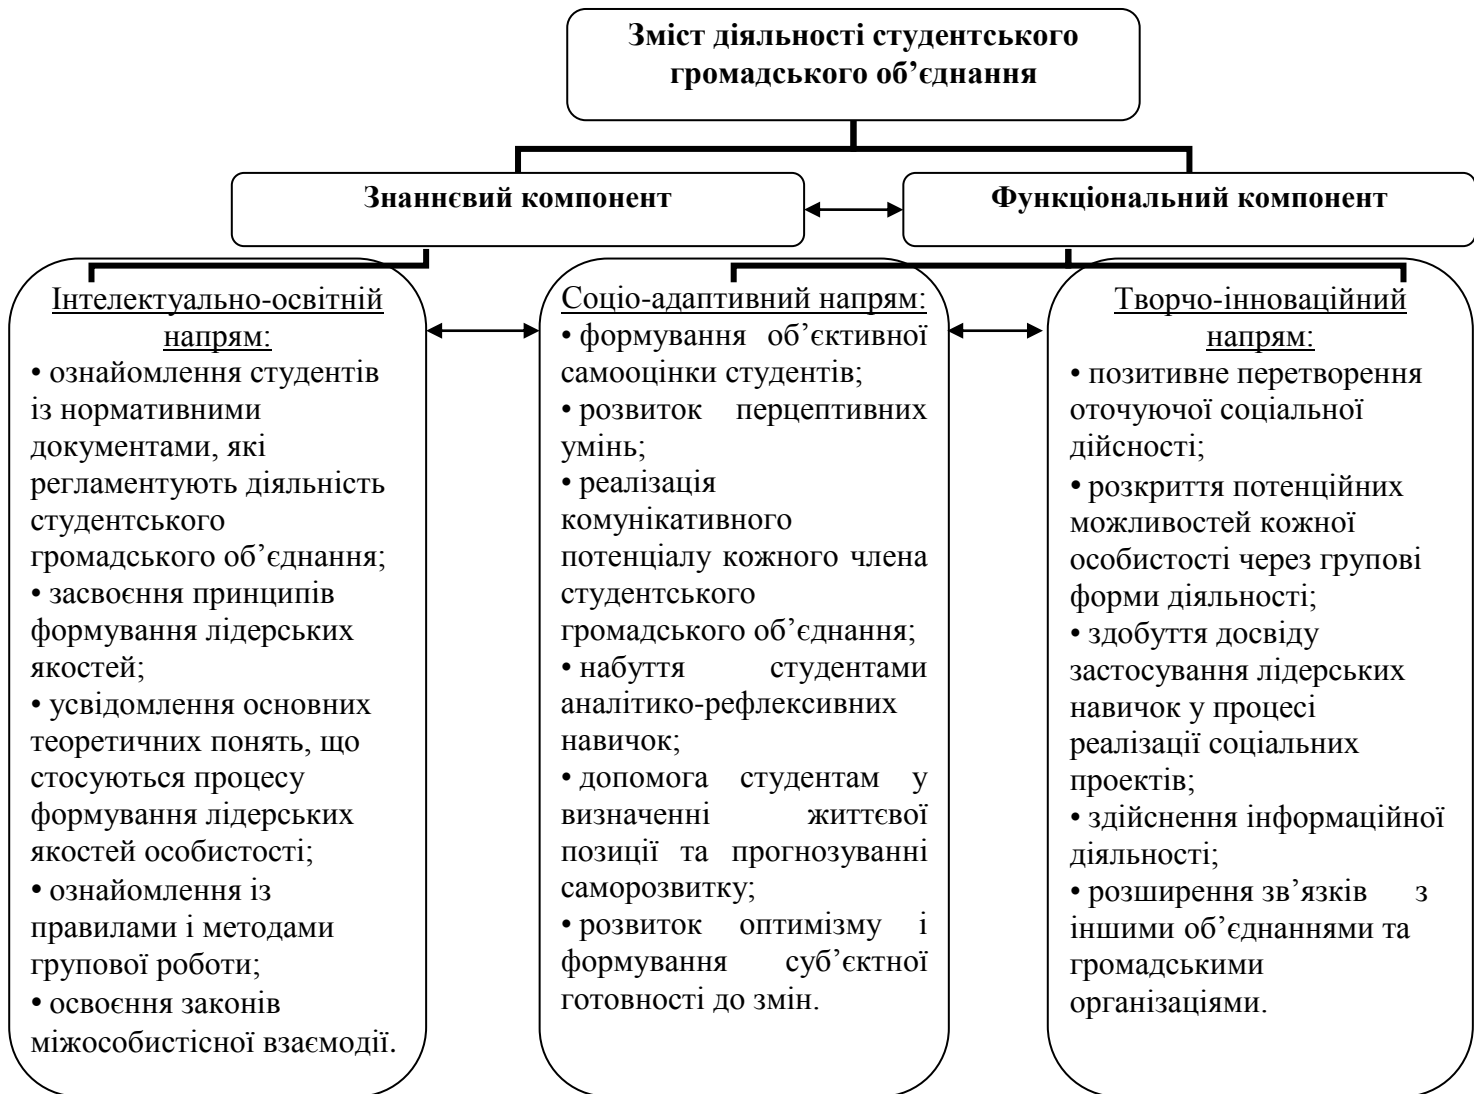 Зміст діяльності студентського
громадського об’єднання
Знаннєвий компонент
Функціональний компонент
Інтелектуально-освітній
напрям:
• ознайомлення студентів
із нормативними
документами, які
регламентують діяльність
студентського
громадського об’єднання;
• засвоєння принципів
формування лідерських
якостей;
• усвідомлення основних
теоретичних понять, що
стосуються процесу
формування лідерських
якостей особистості;
• ознайомлення із
правилами і методами
групової роботи;
• освоєння законів
міжособистісної взаємодії.
Соціо-адаптивний напрям:
• формування об’єктивної
самооцінки студентів;
• розвиток перцептивних
умінь;
• реалізація
комунікативного
потенціалу кожного члена
студентського
громадського об’єднання;
• набуття студентами
аналітико-рефлексивних
навичок;
• допомога студентам у
визначенні життєвої
позиції та прогнозуванні
саморозвитку;
• розвиток оптимізму і
формування суб’єктної
готовності до змін.
Творчо-інноваційний
напрям:
• позитивне перетворення
оточуючої соціальної
дійсності;
• розкриття потенційних
можливостей кожної
особистості через групові
форми діяльності;
• здобуття досвіду
застосування лідерських
навичок у процесі
реалізації соціальних
проектів;
• здійснення інформаційної
діяльності;
• розширення зв’язків з
іншими об’єднаннями та
громадськими
організаціями.